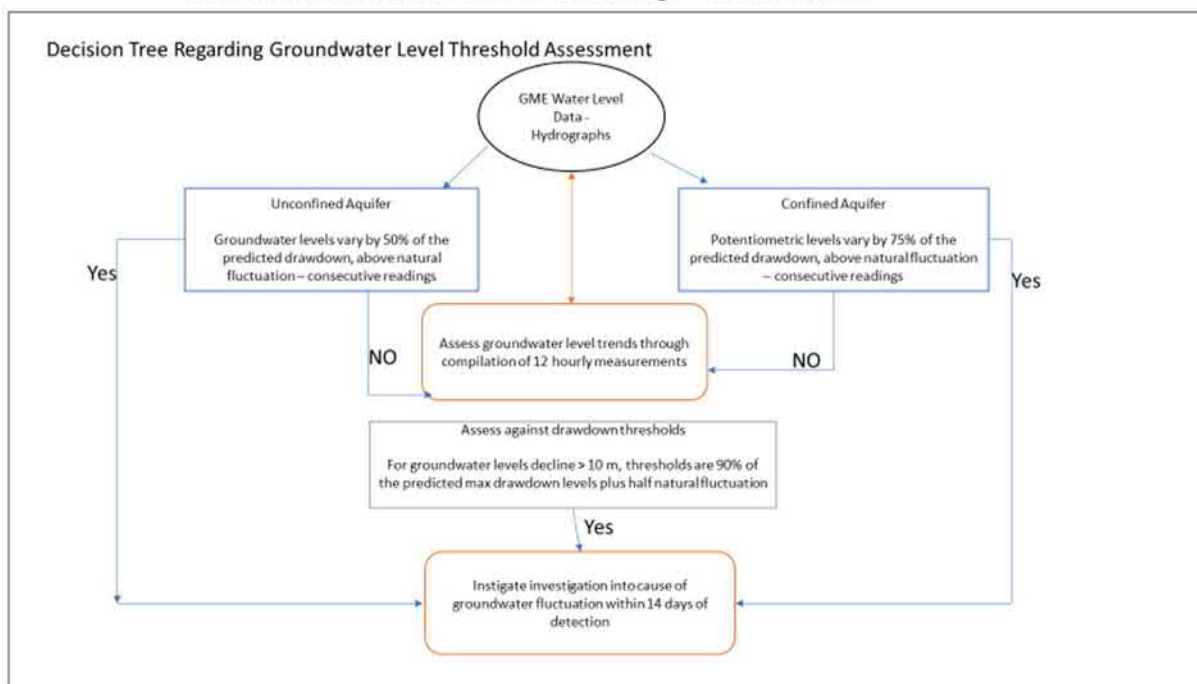 Decision Tree Regarding Groundwater Level Threshold Assessment
GME Water Level
Data -
Hydrographs
Unconfined Aquifer
Groundwater levels vary by 50% of the
predicted drawdown, above natural
fluctuation – consecutive readings
Confined Aquifer
Potentiometric levels vary by 75% of the
predicted drawdown, above natural fluctuation
– consecutive readings
Yes
Yes
Assess groundwater level trends through
compilation of 12 hourly measurements
NO
NO
Assess against drawdown thresholds
For groundwater levels decline > 10 m, thresholds are 90% of
the predicted max drawdown levels plus half natural fluctuation
Yes
Instigate investigation into cause of
groundwater fluctuation within 14 days of
detection